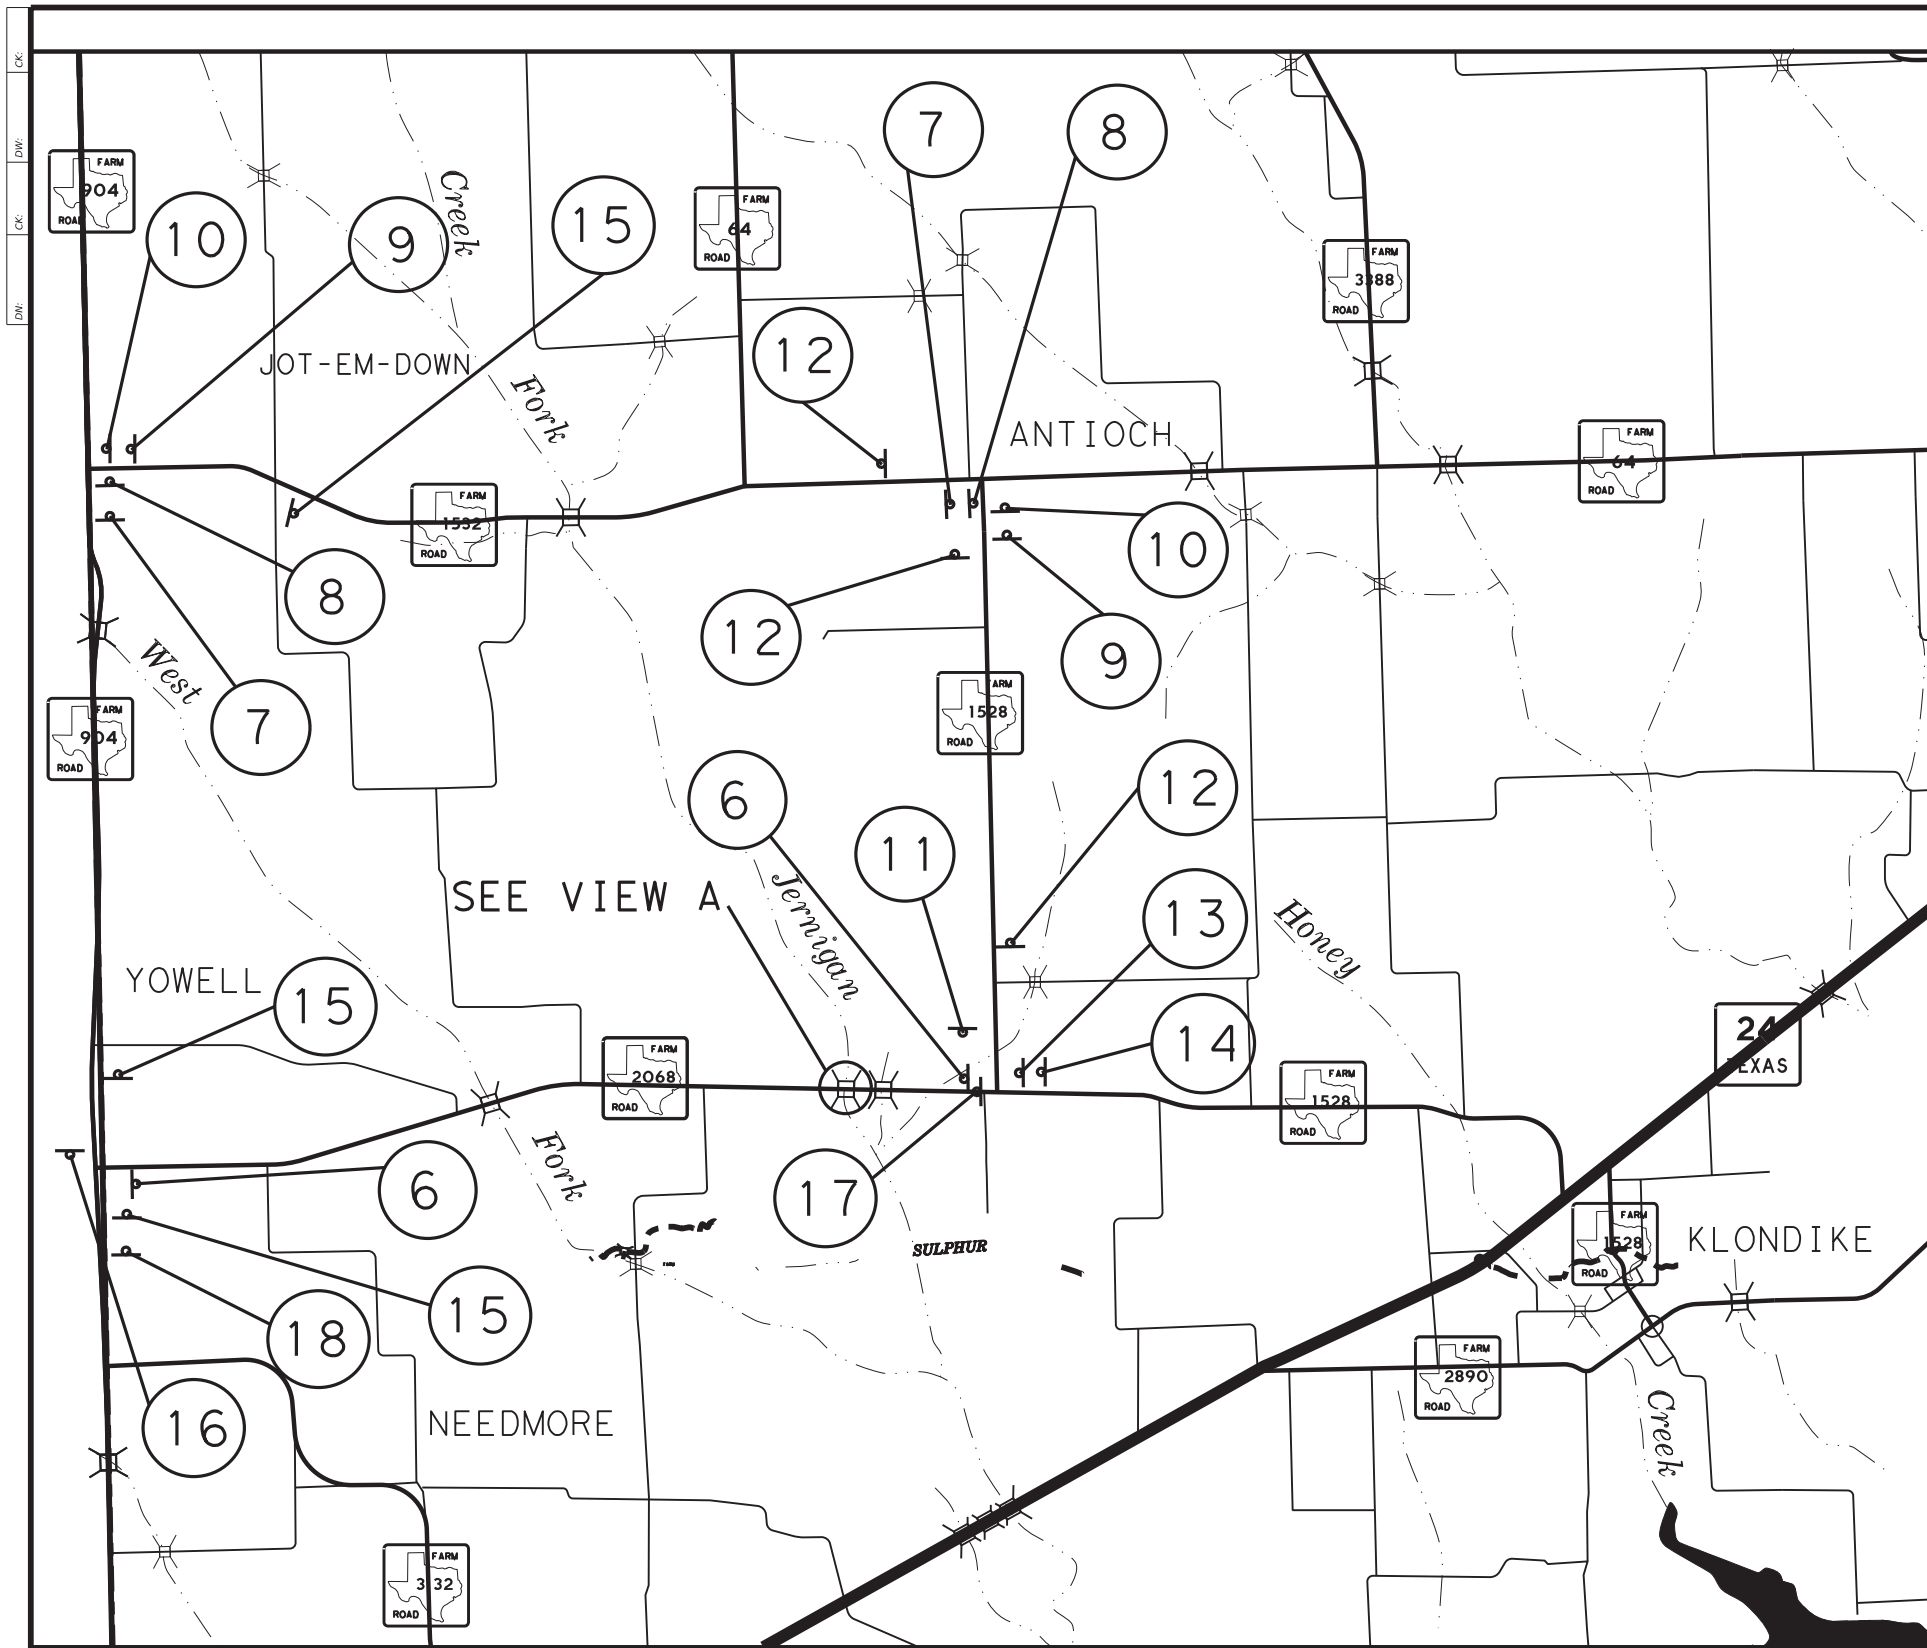 CK:
DW:
CK:
DN:
FARM
904
ROAD
10
9
Creek
15
FARM
64
ROAD
7
8
FARM
3388
ROAD
JOT-EM-DOWN
12
Fork
ANTIOCH
FARM
64
ROAD
FARM
1532
ROAD
8
10
12
9
West
7
FARM
904
ROAD
FARM
1528
ROAD
6
11
12
SEE VIEW A
Jernigan
13
Honey
YOWELL
15
14
24
TEXAS
FARM
2068
ROAD
FARM
1528
ROAD
Fork
6
17
SULPHUR
FARM
1528
ROAD
KLONDIKE
15
18
FARM
2890
ROAD
16
NEEDMORE
Creek
FARM
3132
ROAD